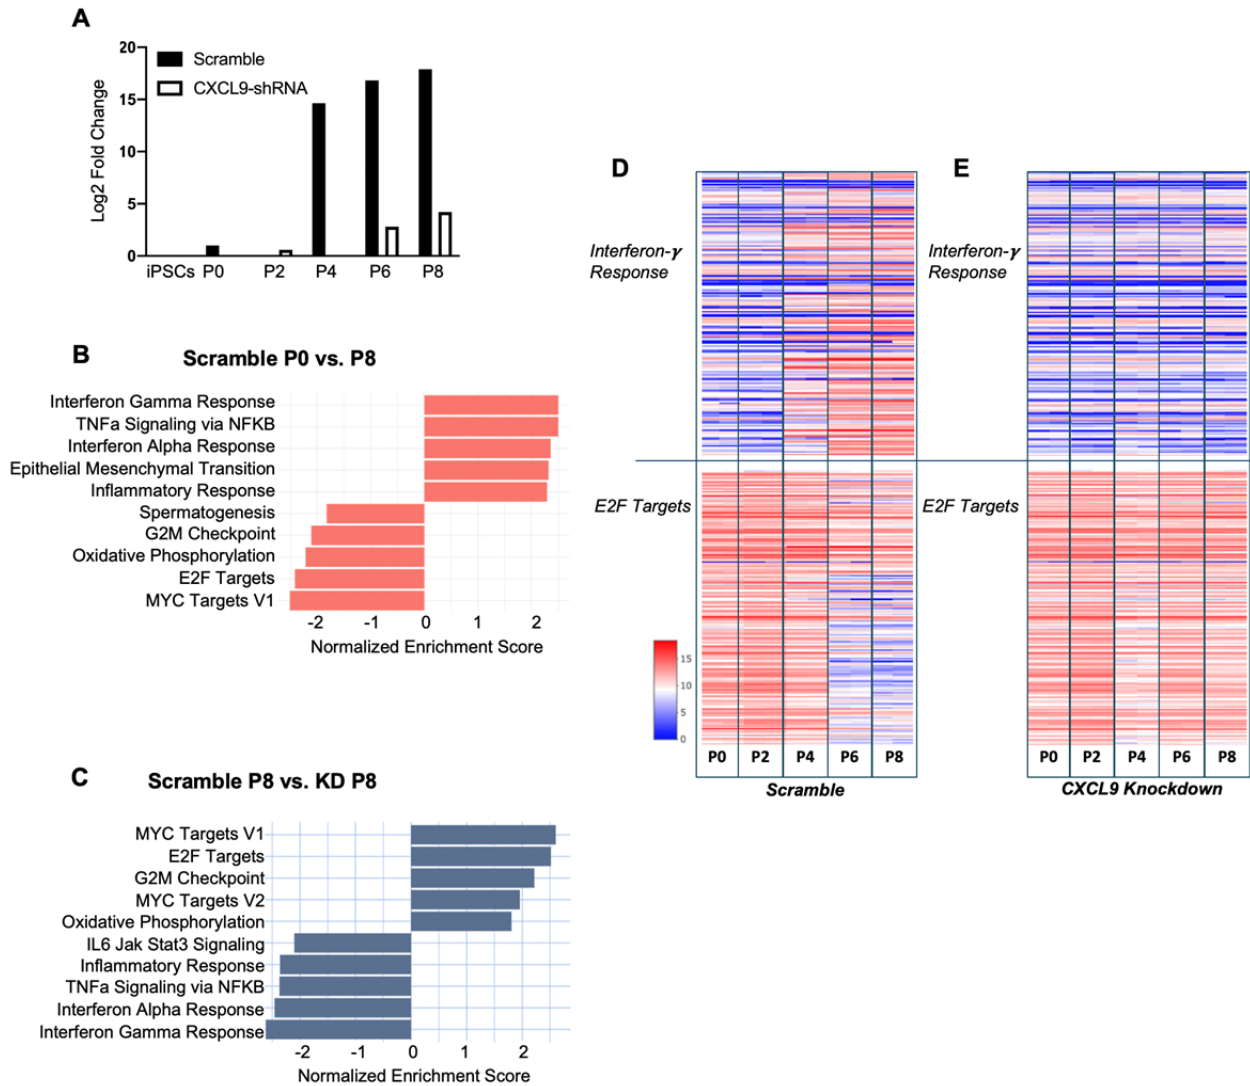 A
20
15
10
5
0
Log2 Fold Change
Scramble
CXCL9-shRNA
iPSCs P0 P2 P4 P6 P8
B
Scramble P0 vs. P8
Interferon Gamma Response
TNFa Signaling via NFKB
Interferon Alpha Response
Epithelial Mesenchymal Transition
Inflammatory Response
Spermatogenesis
G2M Checkpoint
Oxidative Phosphorylation
E2F Targets
MYC Targets V1
-2 -1 0 1 2
Normalized Enrichment Score
C
Scramble P8 vs. KD P8
MYC Targets V1
E2F Targets
G2M Checkpoint
MYC Targets V2
Oxidative Phosphorylation
IL6 Jak Stat3 Signaling
Inflammatory Response
TNFa Signaling via NFKB
Interferon Alpha Response
Interferon Gamma Response
-2 -1 0 1 2
Normalized Enrichment Score
D
Interferon-γ
Response
E2F Targets
15
10
5
0
P0 P2 P4 P6 P8
Scramble
E
Interferon-γ
Response
E2F Targets
P0 P2 P4 P6 P8
CXCL9 Knockdown